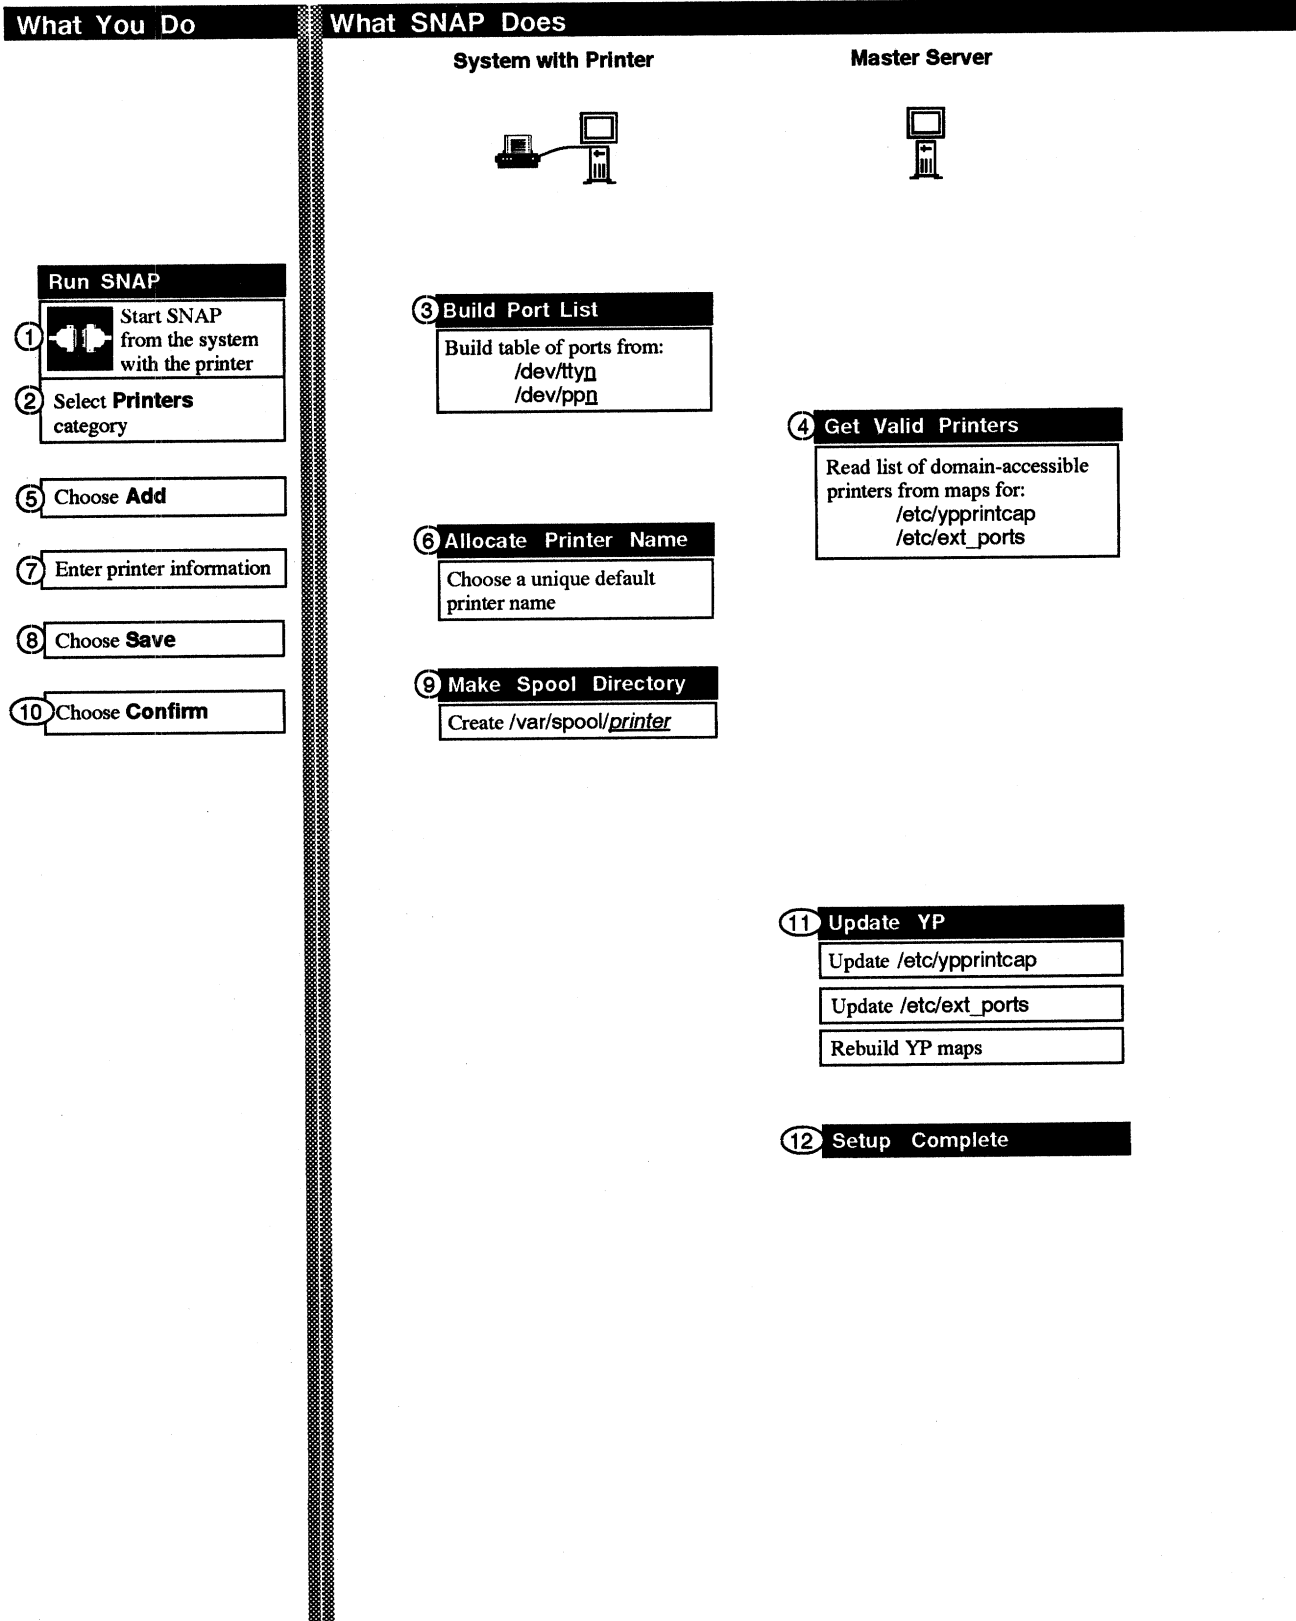 What You Do
What SNAP Does
System with Printer
Master Server
Run SNAP
1
Start SNAP
from the system
with the printer
2
Select Printers
category
3
Build Port List
Build table of ports from:
/dev/ttyn
/dev/ppn
4
Get Valid Printers
Read list of domain-accessible
printers from maps for:
/etc/ypprintcap
/etc/ext_ports
5
Choose Add
6
Allocate Printer Name
Choose a unique default
printer name
7
Enter printer information
8
Choose Save
9
Make Spool Directory
Create /var/spool/printer
10
Choose Confirm
11
Update YP
Update /etc/ypprintcap
Update /etc/ext_ports
Rebuild YP maps
12
Setup Complete